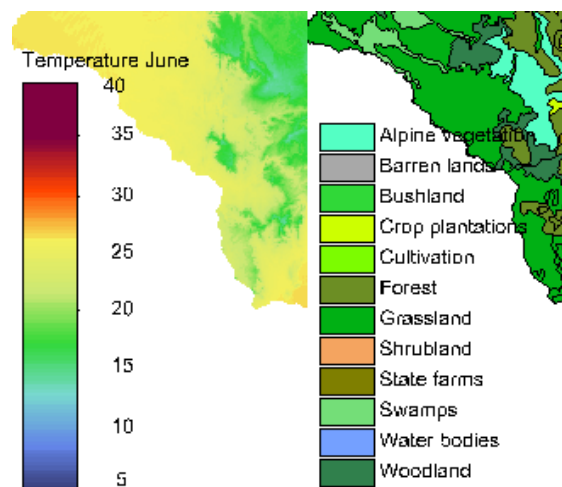 Temperature June
40
35
30
25
20
15
10
5
Alpine vegetation
Barren lands
Bushland
Crop plantations
Cultivation
Forest
Grassland
Shrubland
State farms
Swamps
Water bodies
Woodland